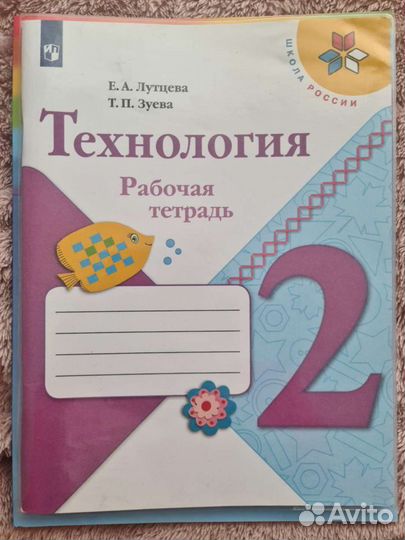 Е. А. Лутцева
Т. П. Зуева
ШКОЛА РОССИИ
Технология
Рабочая
тетрадь
2
Avito